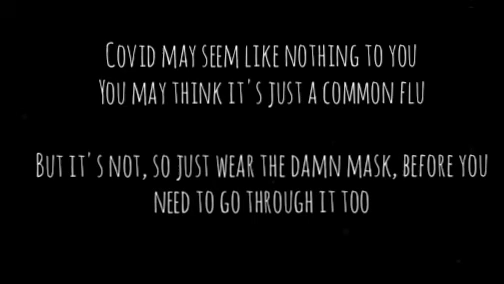 Covid may seem like nothing to you
You may think it's just a common flu
But it's not, so just wear the damn mask, before you
need to go through it too